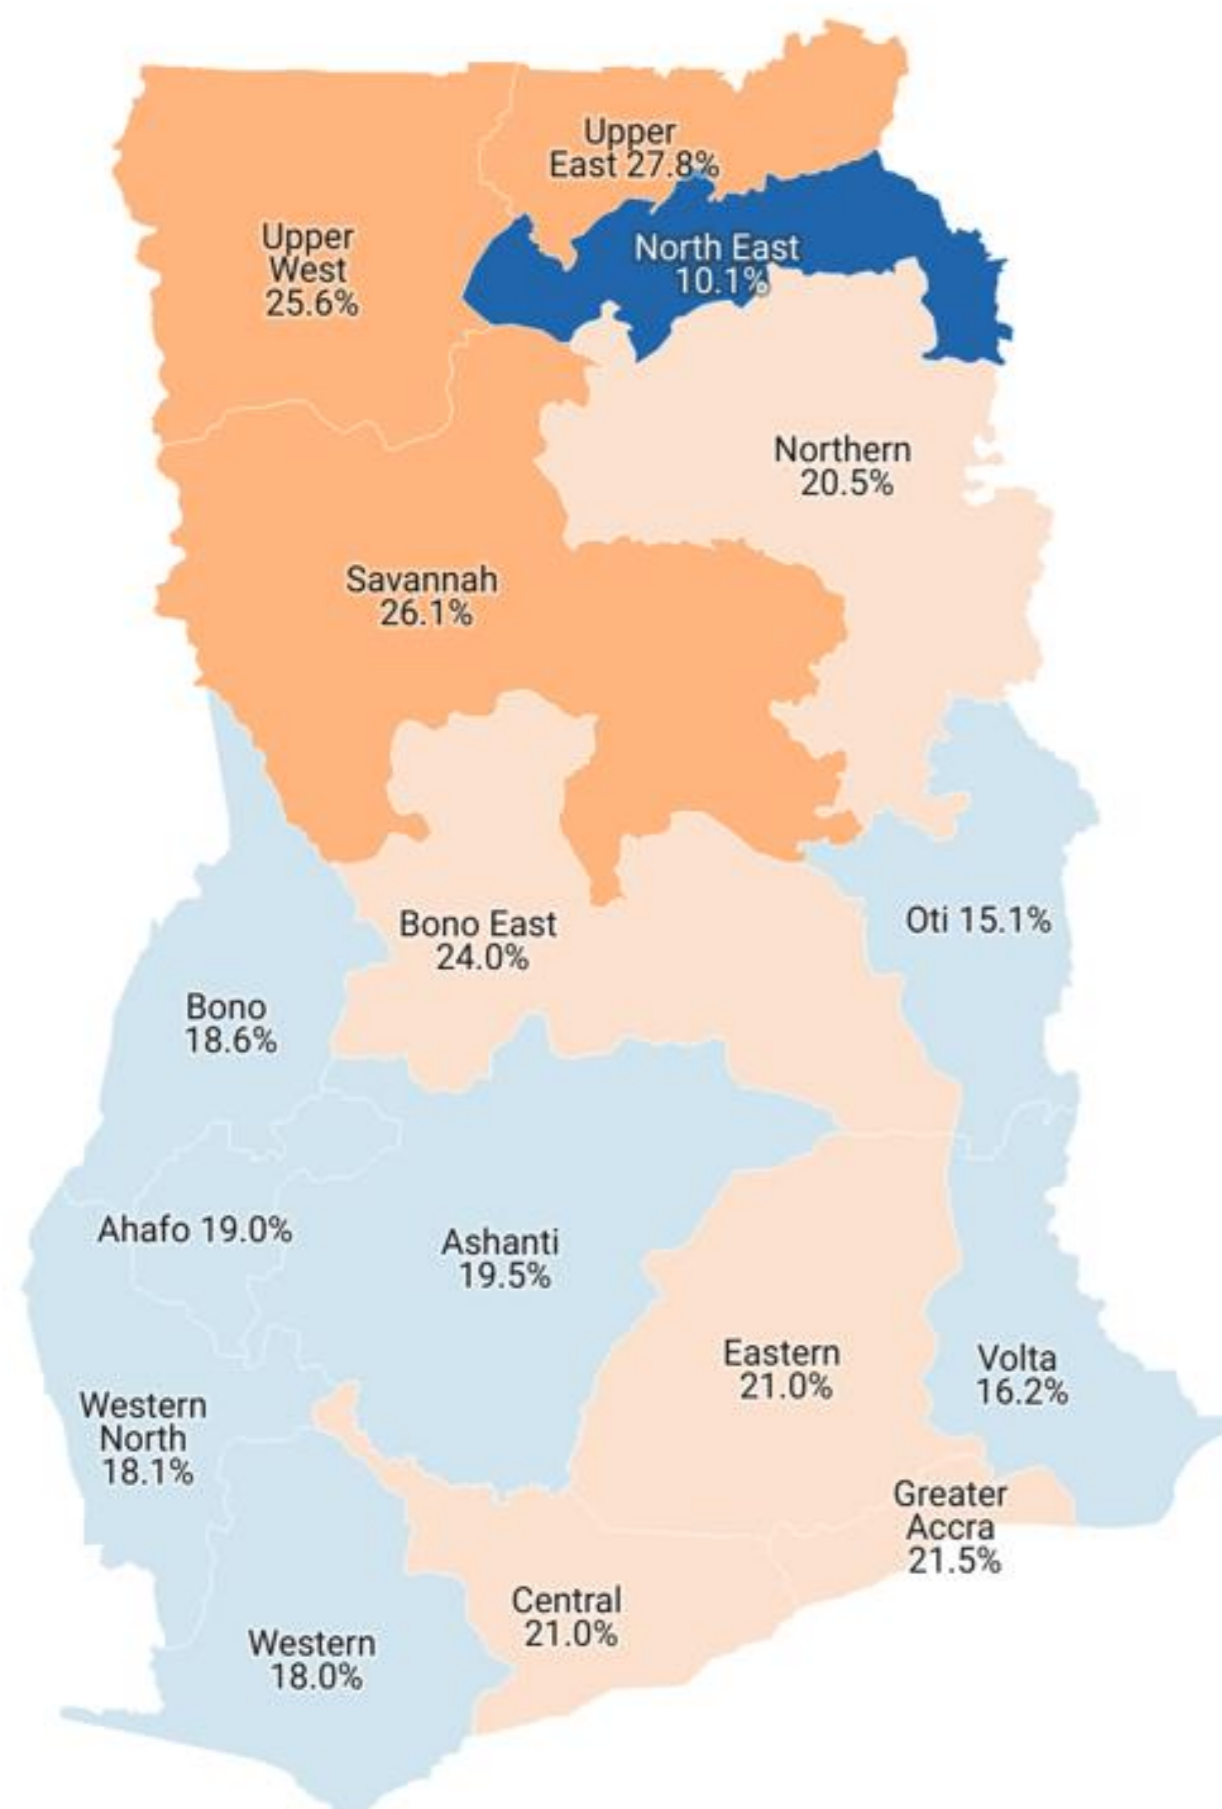 Upper
East 27.8%
Upper
West
25.6%
North East
10.1%
Northern
20.5%
Savannah
26.1%
Bono East
24.0%
Oti 15.1%
Bono
18.6%
Ahafo 19.0%
Ashanti
19.5%
Eastern
21.0%
Volta
16.2%
Western
North
18.1%
Greater
Accra
21.5%
Central
21.0%
Western
18.0%